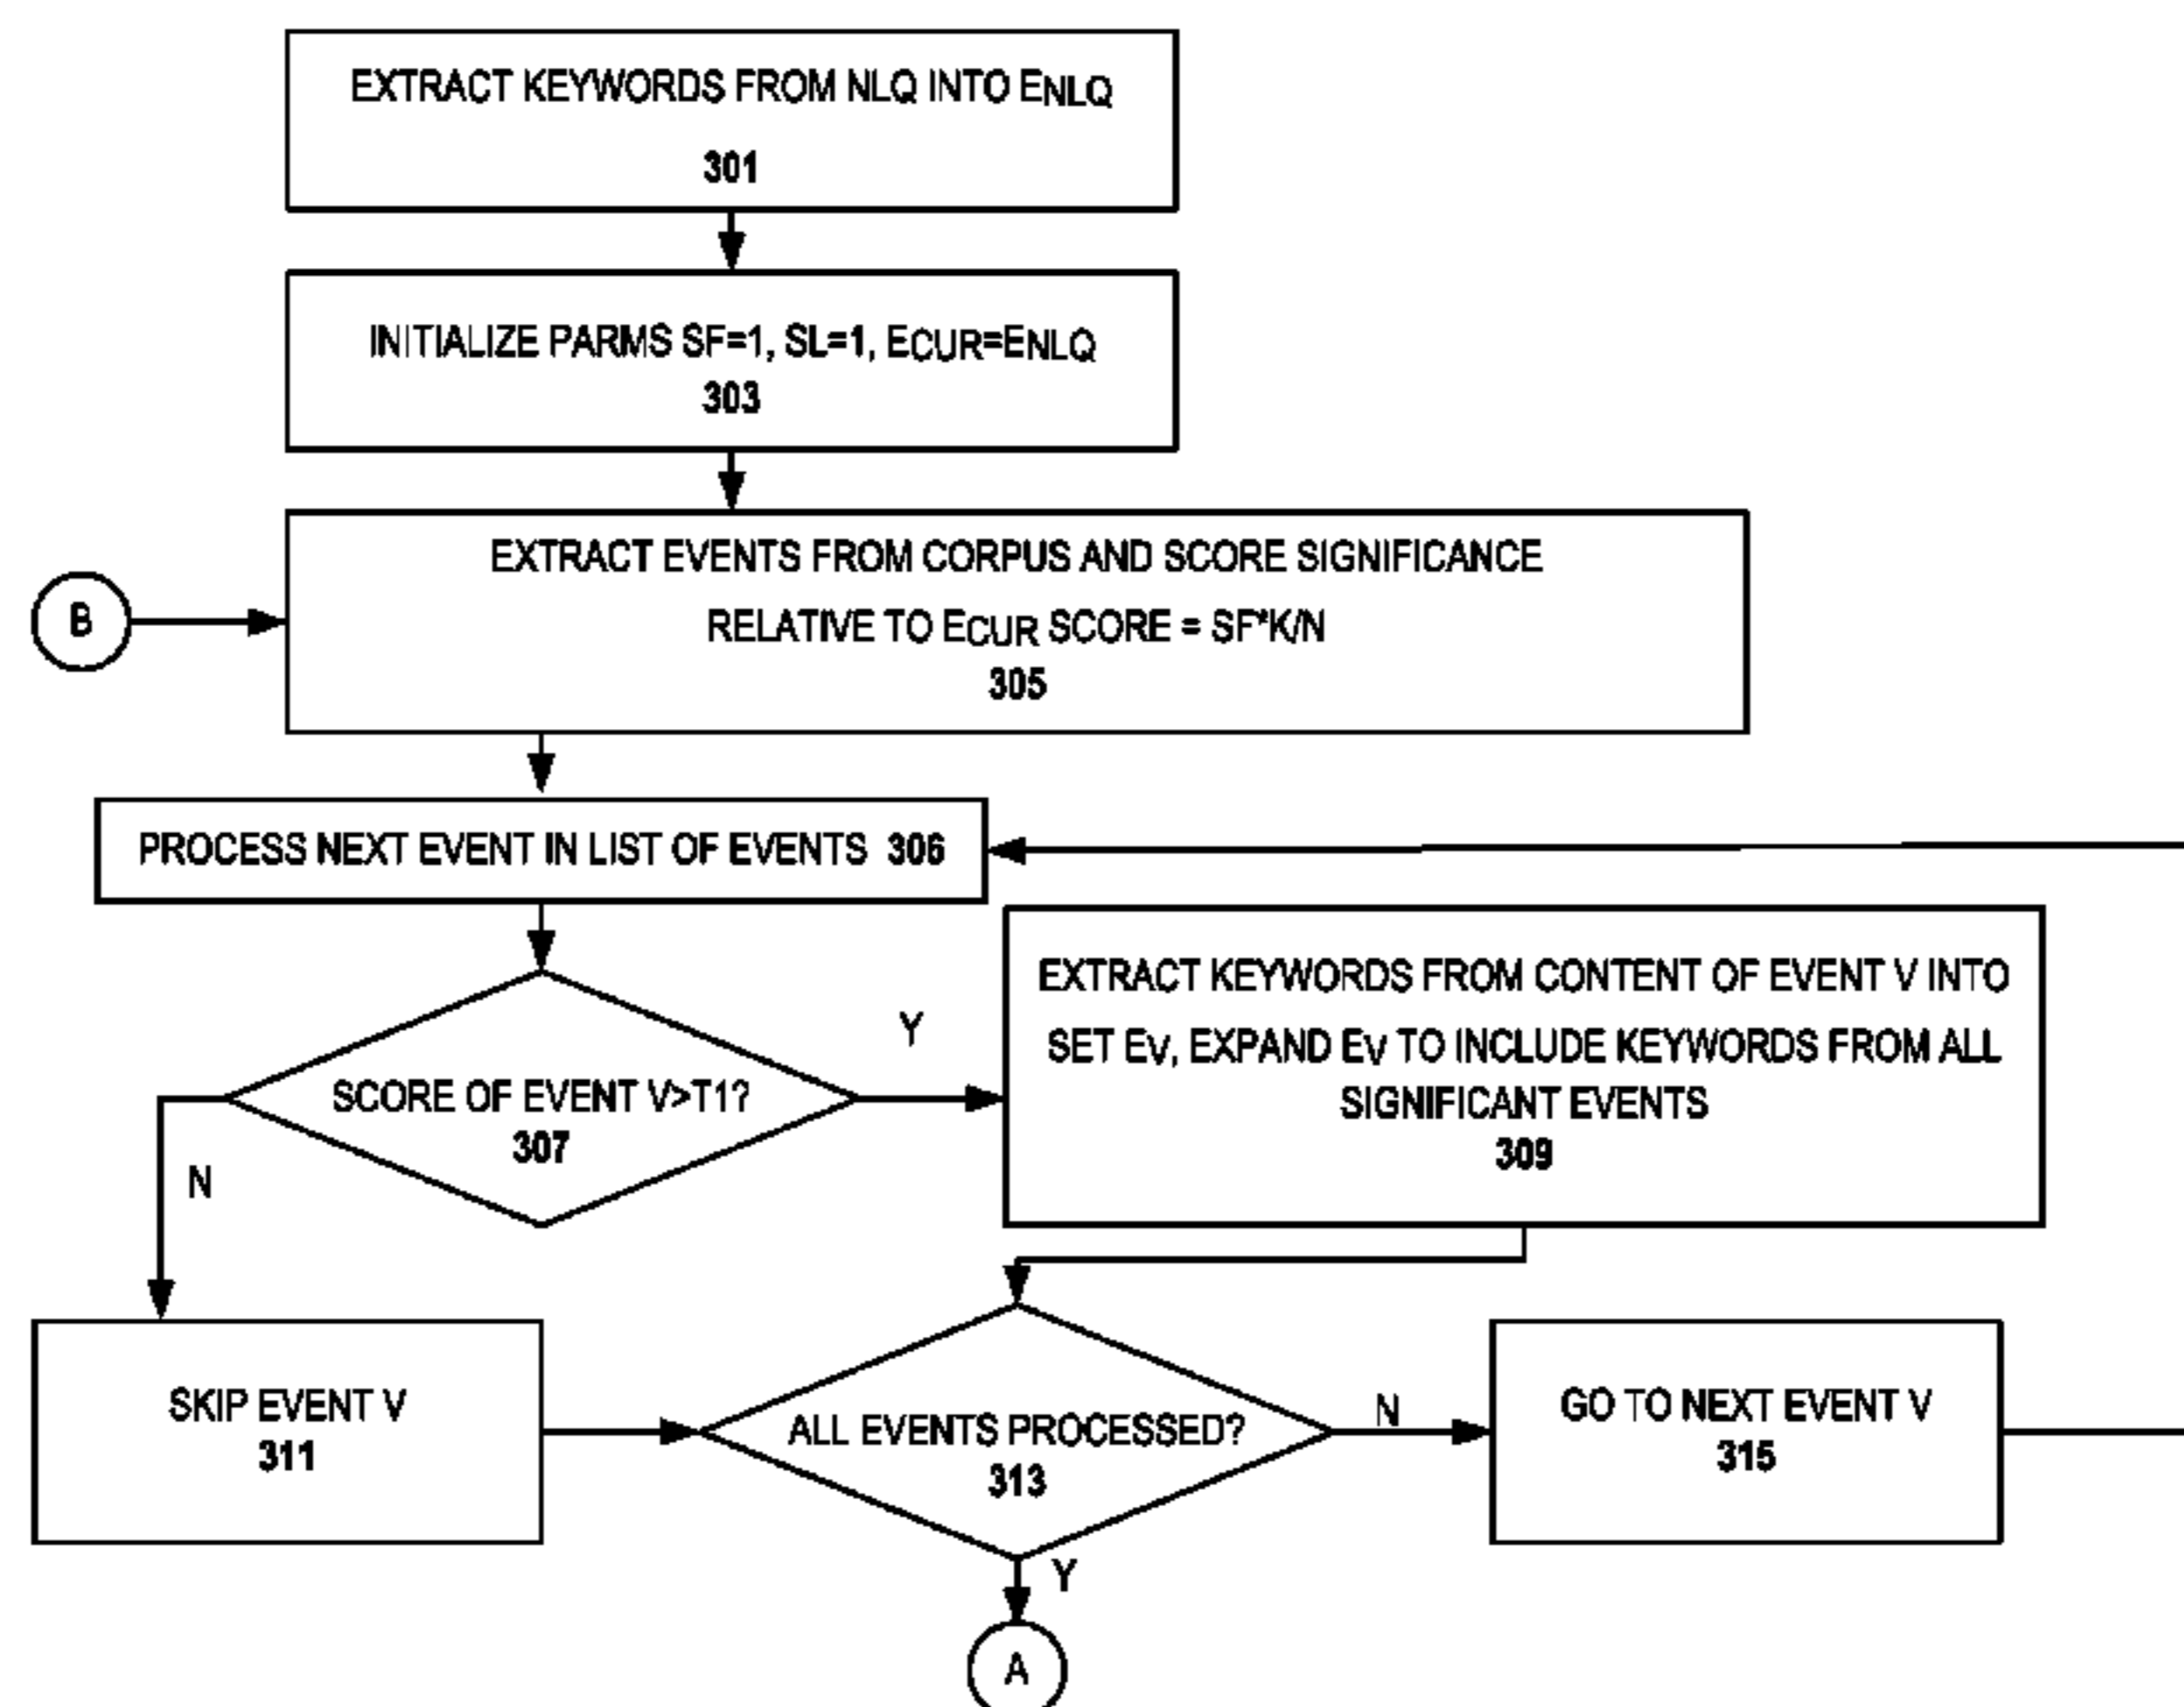 EXTRACT KEYWORDS FROM NLQ INTO ENLQ
301
INITIALIZE PARMS SF=1, SL=1, ECUR=ENLQ
303
EXTRACT EVENTS FROM CORPUS AND SCORE SIGNIFICANCE
RELATIVE TO ECUR SCORE = SF*K/N
305
B
PROCESS NEXT EVENT IN LIST OF EVENTS 306
EXTRACT KEYWORDS FROM CONTENT OF EVENT V INTO
SET EV, EXPAND EV TO INCLUDE KEYWORDS FROM ALL
SIGNIFICANT EVENTS
309
Y
SCORE OF EVENT V>T1?
307
N
SKIP EVENT V
311
ALL EVENTS PROCESSED?
313
N
GO TO NEXT EVENT V
315
Y
A